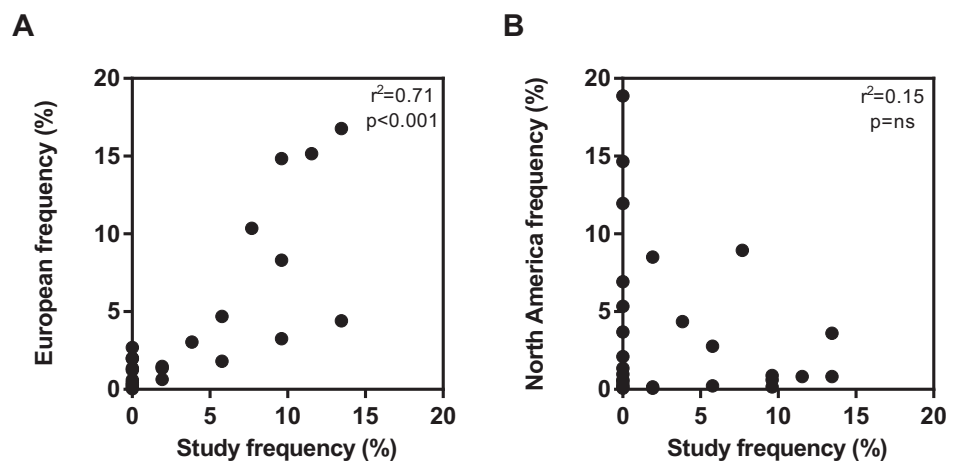 A
B
20
15
10
5
0
European frequency (%)
r²=0.71
p<0.001
0 5 10 15 20
Study frequency (%)
20
15
10
5
0
North America frequency (%)
r²=0.15
p=ns
0 5 10 15 20
Study frequency (%)